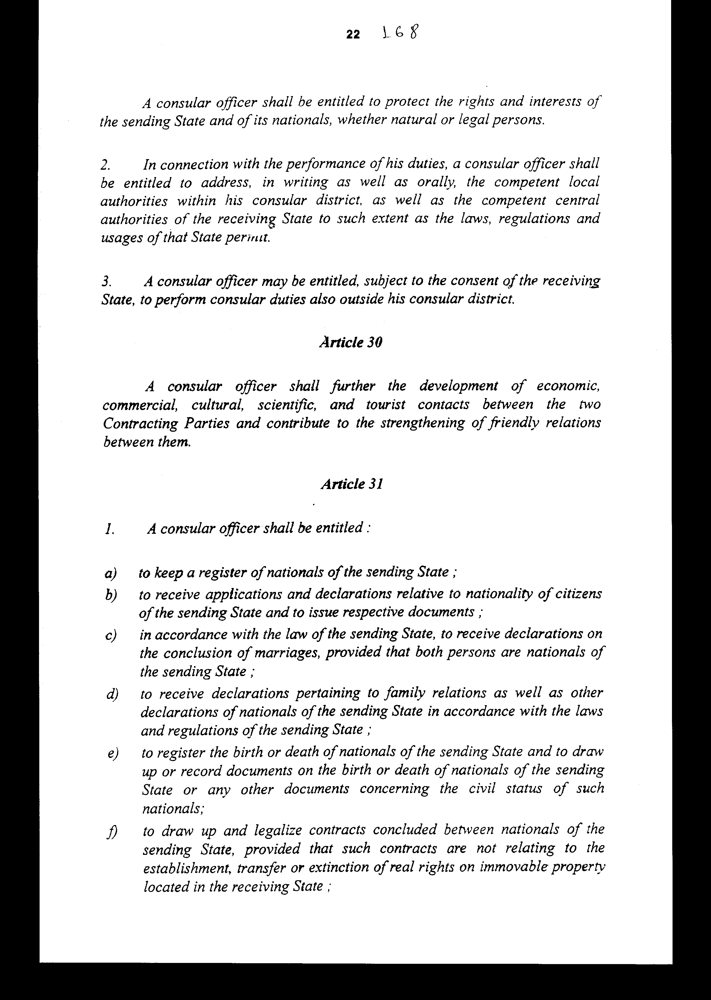 22 168
A consular officer shall be entitled to protect the rights and interests of
the sending State and of its nationals, whether natural or legal persons.
2. In connection with the performance of his duties, a consular officer shall
be entitled to address, in writing as well as orally, the competent local
authorities within his consular district, as well as the competent central
authorities of the receiving State to such extent as the laws, regulations and
usages of that State permit.
3. A consular officer may be entitled, subject to the consent of the receiving
State, to perform consular duties also outside his consular district.
Article 30
A consular officer shall further the development of economic,
commercial, cultural, scientific, and tourist contacts between the two
Contracting Parties and contribute to the strengthening of friendly relations
between them.
Article 31
1. A consular officer shall be entitled :
a) to keep a register of nationals of the sending State ;
b) to receive applications and declarations relative to nationality of citizens
of the sending State and to issue respective documents ;
c) in accordance with the law of the sending State, to receive declarations on
the conclusion of marriages, provided that both persons are nationals of
the sending State ;
d) to receive declarations pertaining to family relations as well as other
declarations of nationals of the sending State in accordance with the laws
and regulations of the sending State ;
e) to register the birth or death of nationals of the sending State and to draw
up or record documents on the birth or death of nationals of the sending
State or any other documents concerning the civil status of such
nationals;
f) to draw up and legalize contracts concluded between nationals of the
sending State, provided that such contracts are not relating to the
establishment, transfer or extinction of real rights on immovable property
located in the receiving State ;